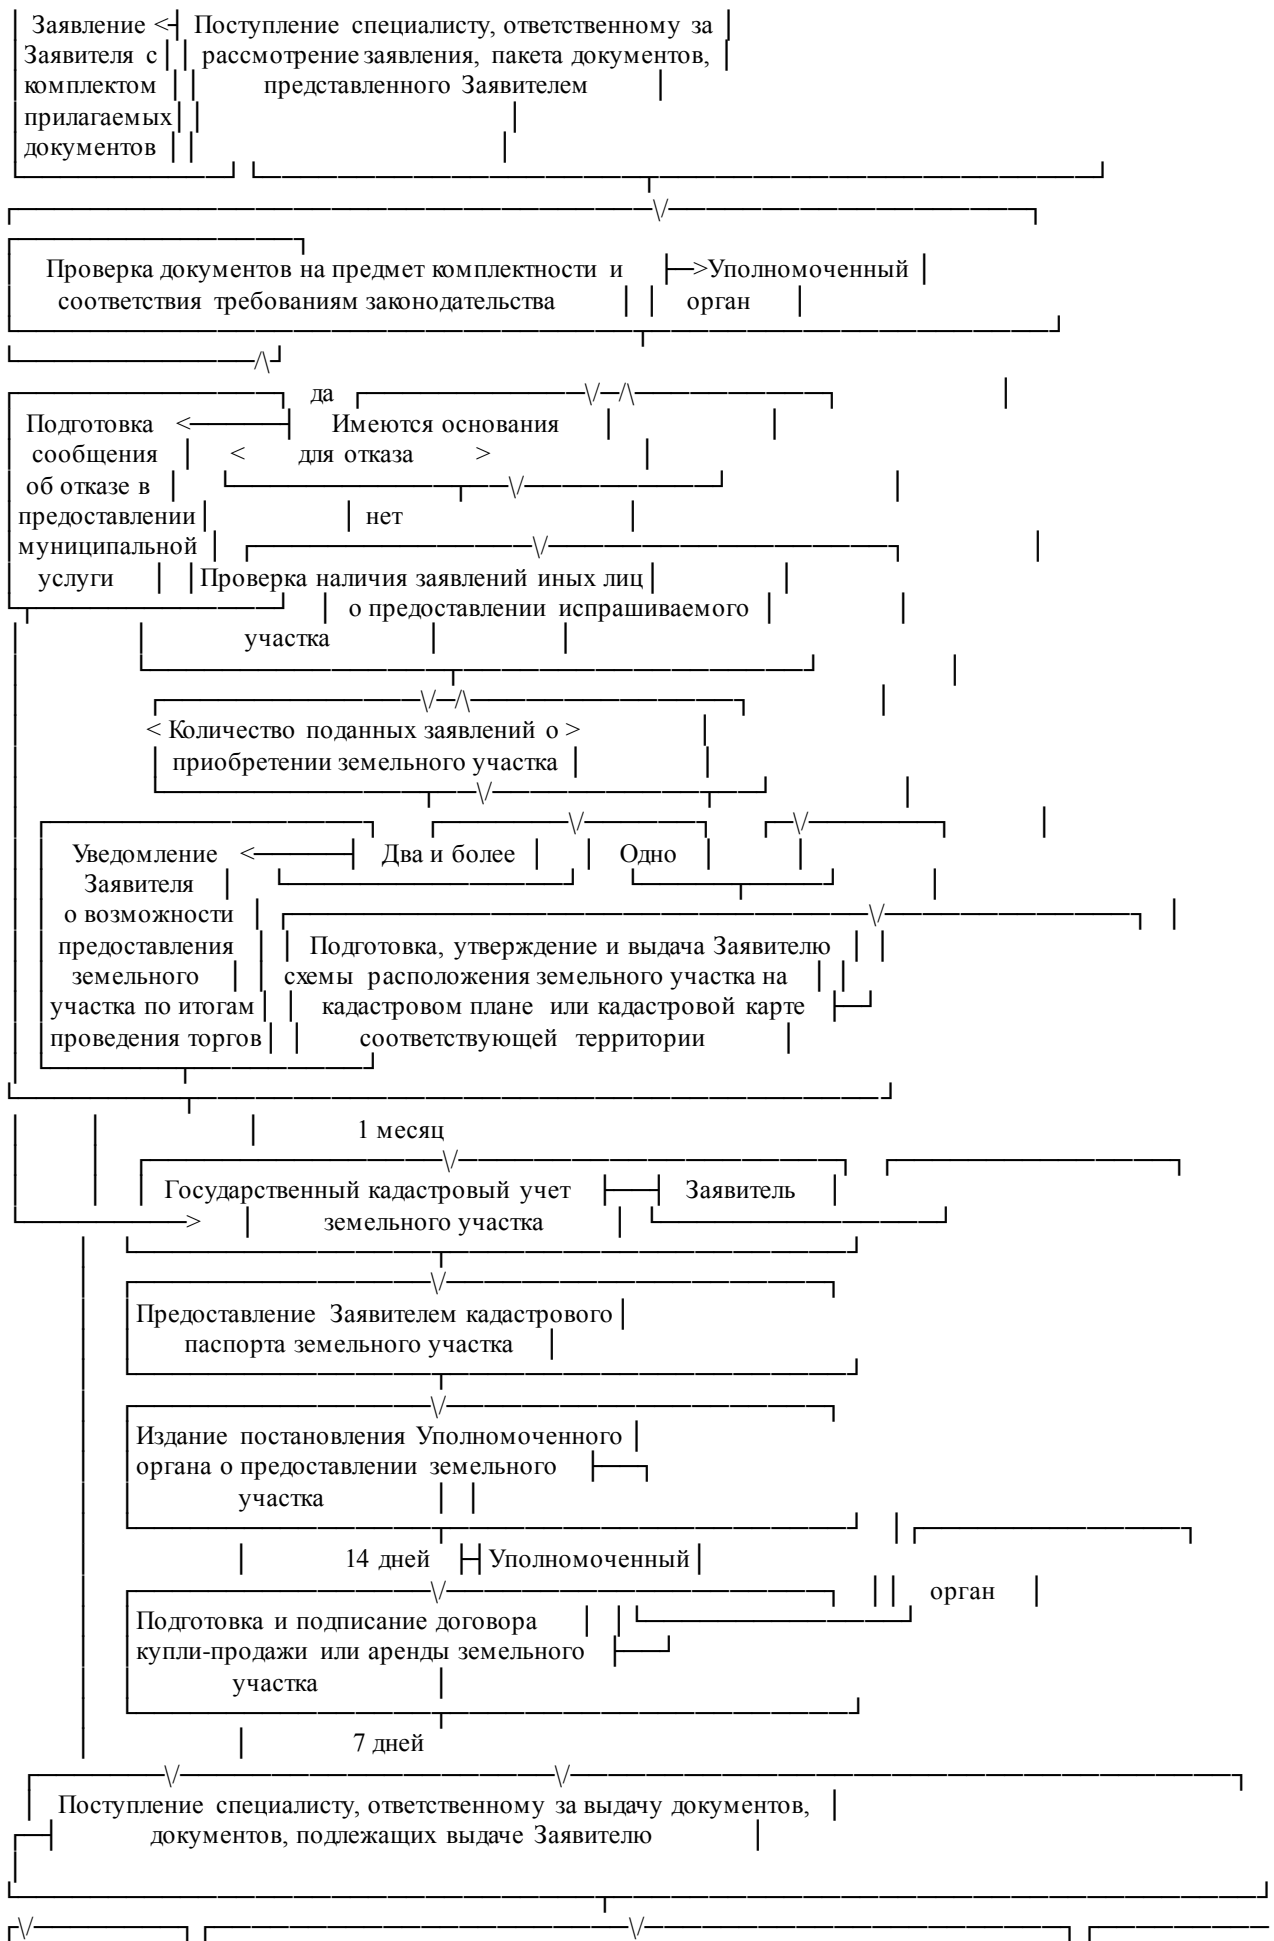 Заявление < Поступление специалисту, ответственному за
Заявителя с рассмотрение заявления, пакета документов,
комплектом представленного Заявителем
прилагаемых
документов
Проверка документов на предмет комплектности и >Уполномоченный
соответствия требованиям законодательства орган
да
Подготовка < Имеются основания
сообщения < для отказа >
об отказе в
предоставлении нет
муниципальной
услуги Проверка наличия заявлений иных лиц
о предоставлении испрашиваемого
участка
< Количество поданных заявлений о >
приобретении земельного участка
Уведомление < Два и более Одно
Заявителя
о возможности
предоставления Подготовка, утверждение и выдача Заявителю
земельного схемы расположения земельного участка на
участка по итогам кадастровом плане или кадастровой карте
проведения торгов соответствующей территории
1 месяц
Государственный кадастровый учет Заявитель
> земельного участка
Предоставление Заявителем кадастрового
паспорта земельного участка
Издание постановления Уполномоченного
органа о предоставлении земельного
участка
14 дней Уполномоченный
орган
Подготовка и подписание договора
купли-продажи или аренды земельного
участка
7 дней
Поступление специалисту, ответственному за выдачу документов,
документов, подлежащих выдаче Заявителю